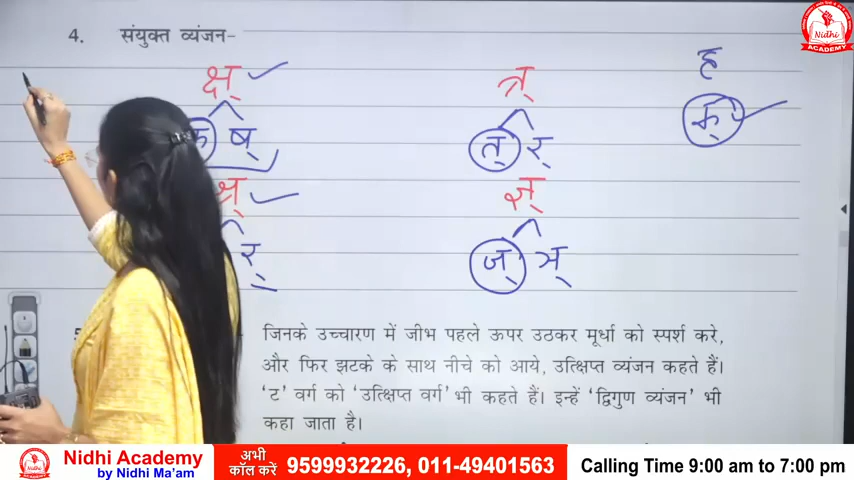 4. संयुक्त व्यंजन-
क्ष् त्र् ह
ष् त् र् क्
श्र् ज्ञ्
र् ज् ञ्
जिनके उच्चारण में जीभ पहले ऊपर उठकर मूर्धा को स्पर्श करे,
और फिर झटके के साथ नीचे को आये, उत्क्षिप्त व्यंजन कहते हैं।
‘ट’ वर्ग को ‘उत्क्षिप्त वर्ग’ भी कहते हैं। इन्हें ‘द्विगुण व्यंजन’ भी
कहा जाता है।
Nidhi
ACADEMY
Nidhi Academy
by Nidhi Ma'am
अभी
कॉल करें
9599932226, 011-49401563
Calling Time 9:00 am to 7:00 pm